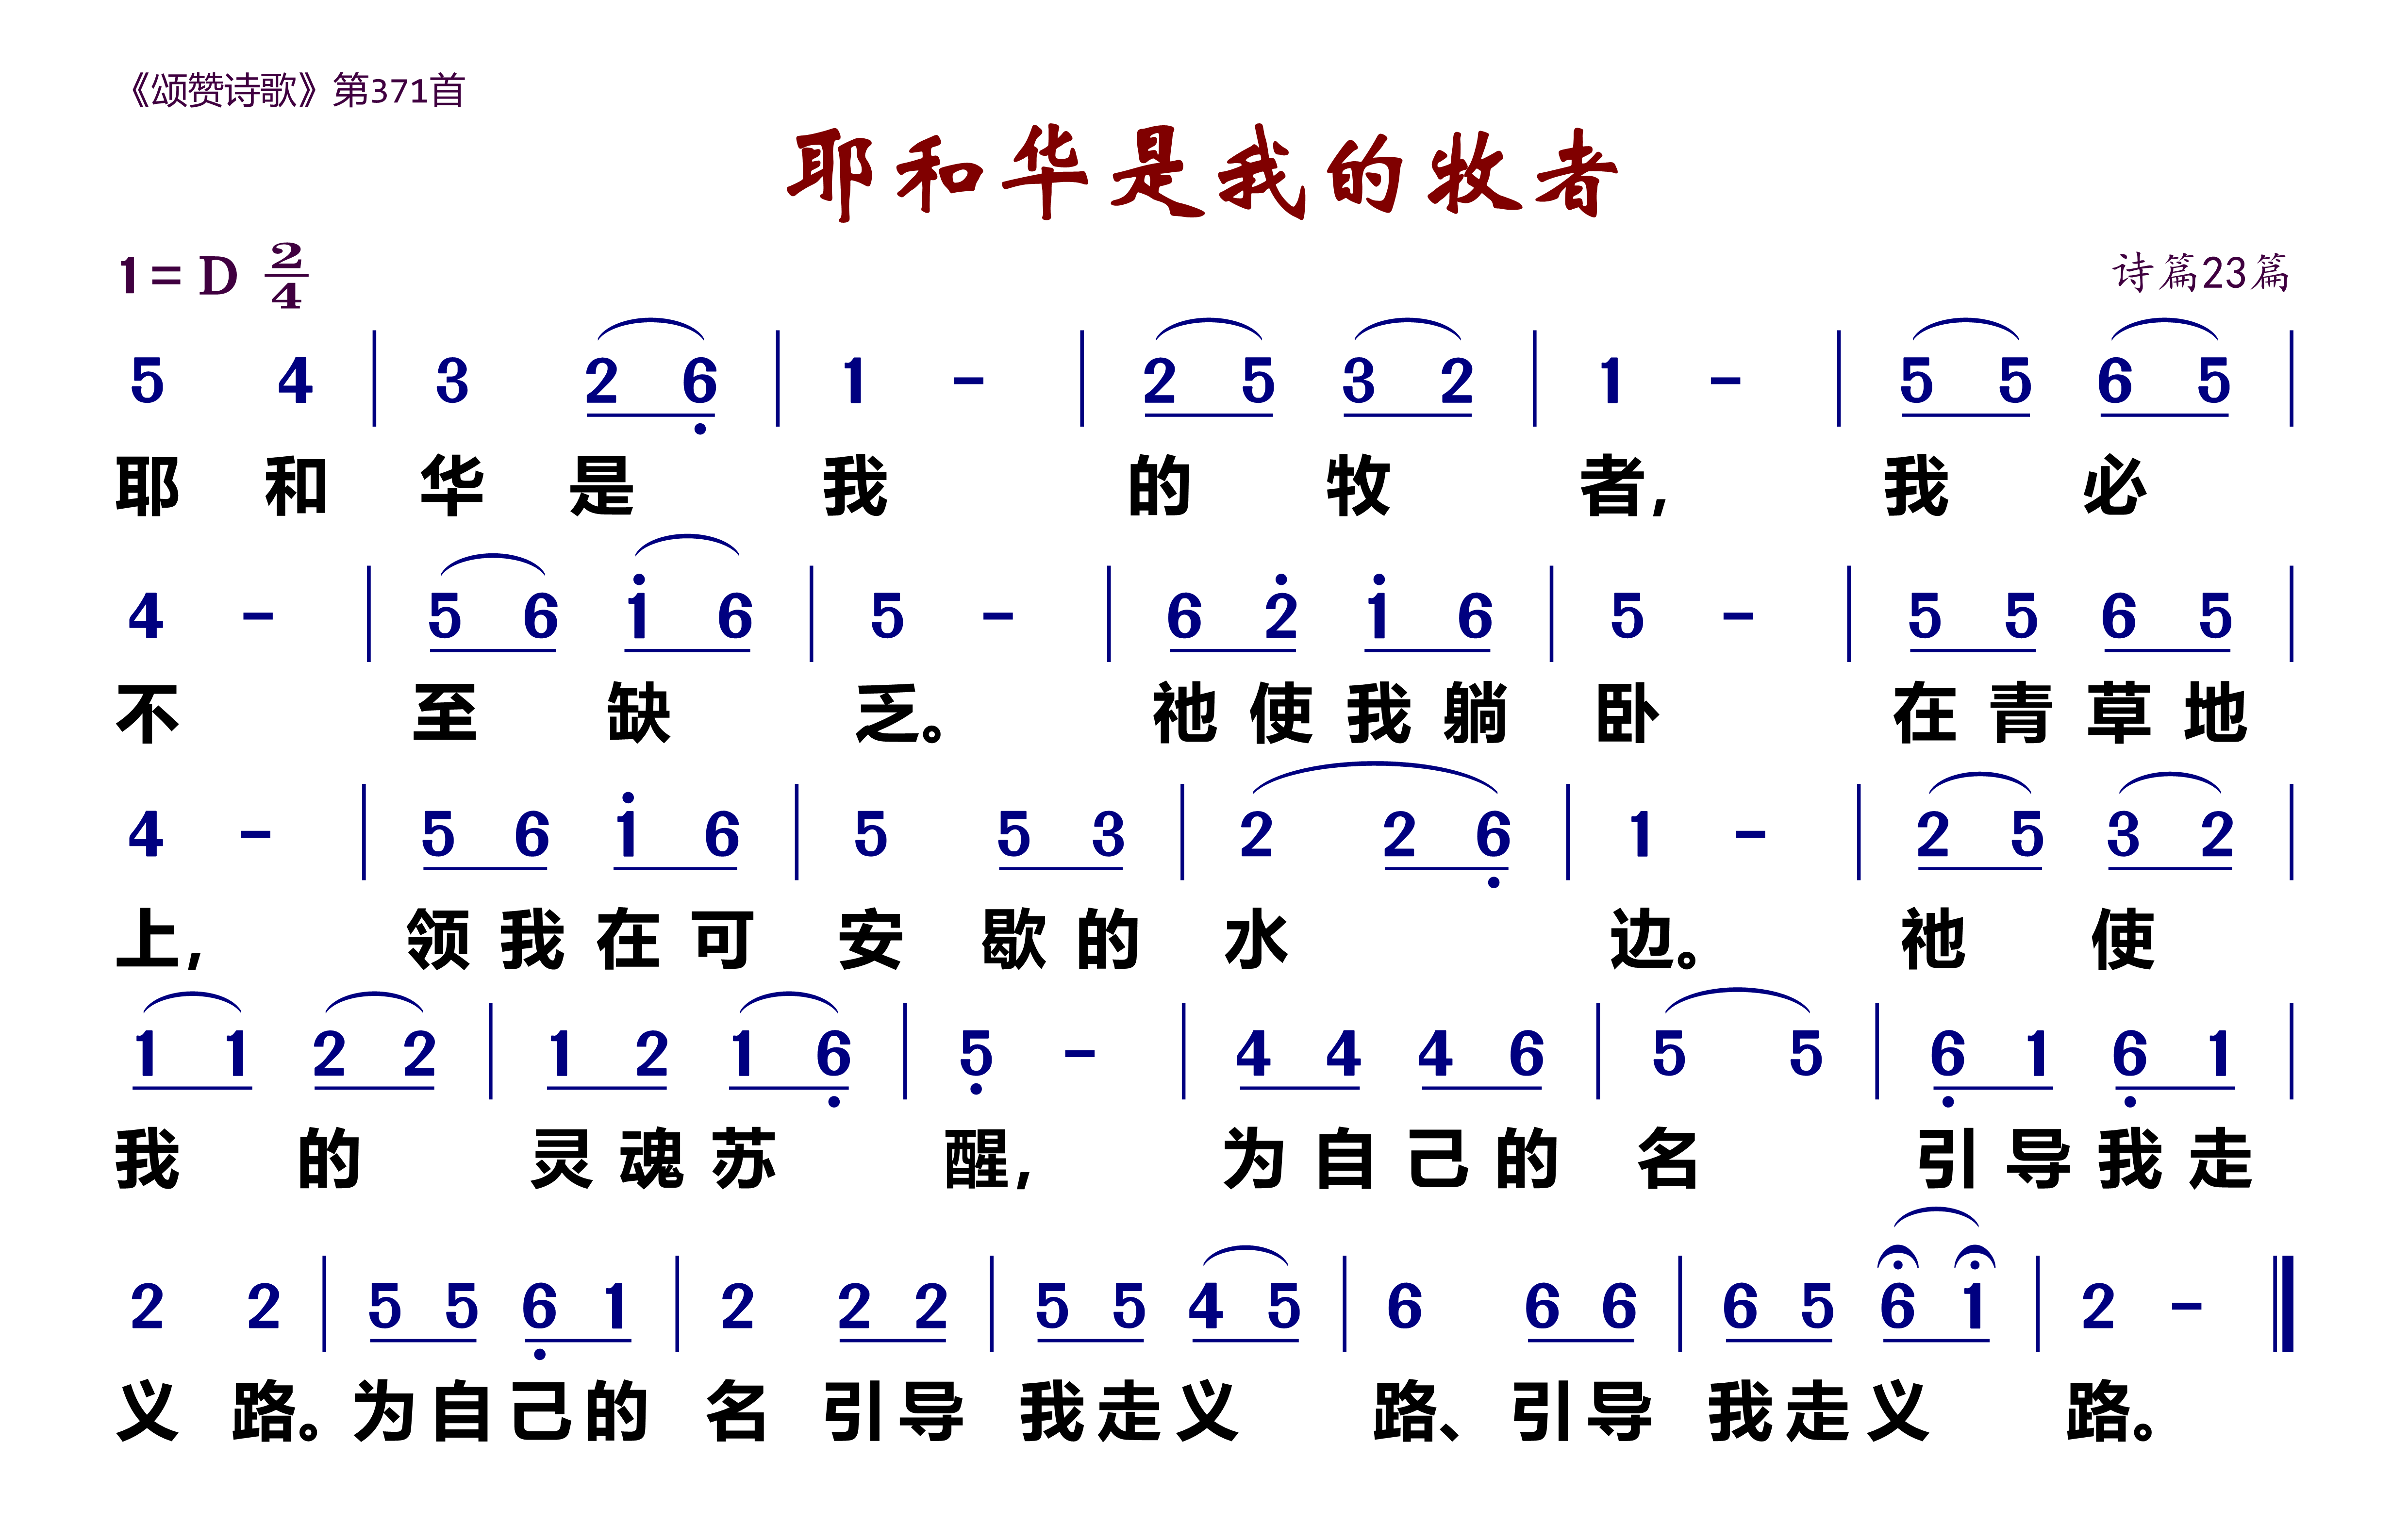 《颂赞诗歌》第371首
耶和华是我的牧者
1 = D 2/4
诗篇23篇
5 4 | 3 2 6̣ | 1 - | 2 5 3 2 | 1 - | 5 5 6 5 |
耶 和 华 是 我 的 牧 者, 我 必
4 - | 5 6 1̇ 6 | 5 - | 6 2̇ 1̇ 6 | 5 - | 5 5 6 5 |
不 至 缺 乏。 祂 使 我 躺 卧 在 青 草 地
4 - | 5 6 1̇ 6 | 5 5 3 | 2 2 6̣ | 1 - | 2 5 3 2 |
上, 领 我 在 可 安 歇 的 水 边。 祂 使
1 1 2 2 | 1 2 1 6̣ | 5̣ - | 4 4 4 6 | 5 5 | 6̣ 1 6̣ 1 |
我 的 灵 魂 苏 醒, 为 自 己 的 名 引 导 我 走
2 2 | 5 5 6̣ 1 | 2 2 2 | 5 5 4 5 | 6 6 6 | 6 5 6 1 | 2 - ‖
义 路。 为 自 己 的 名 引 导 我 走 义 路、 引 导 我 走 义 路。